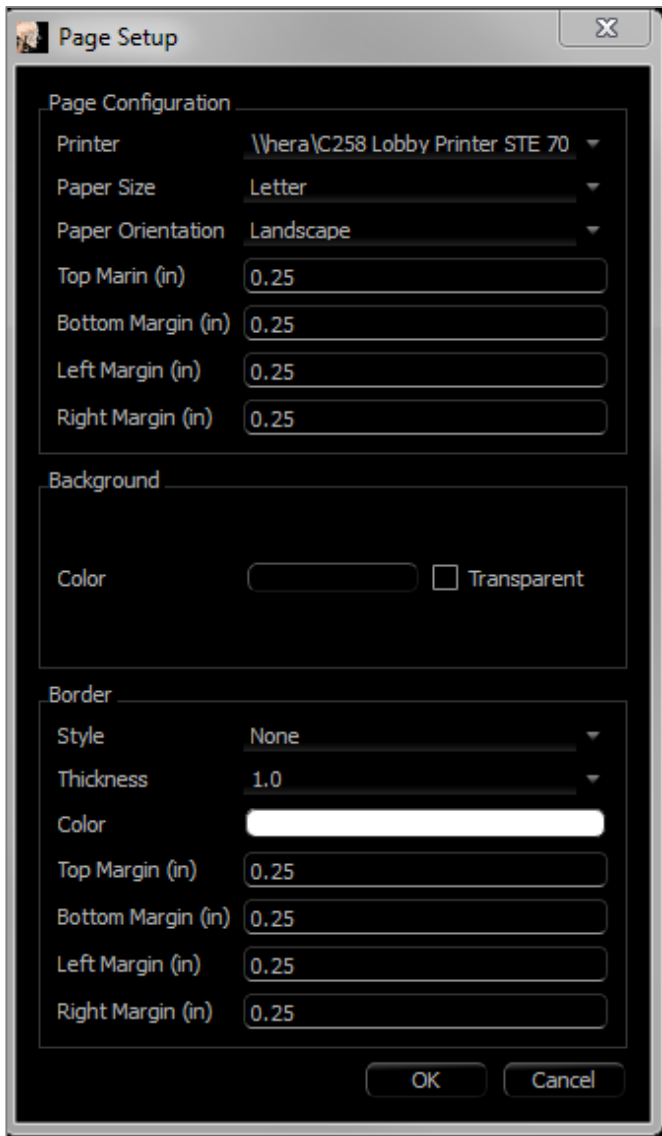 Page Setup
Page Configuration
Printer \\hera\C258 Lobby Printer STE 70
Paper Size Letter
Paper Orientation Landscape
Top Marin (in) 0.25
Bottom Margin (in) 0.25
Left Margin (in) 0.25
Right Margin (in) 0.25
Background
Color Transparent
Border
Style None
Thickness 1.0
Color
Top Margin (in) 0.25
Bottom Margin (in) 0.25
Left Margin (in) 0.25
Right Margin (in) 0.25
OK Cancel